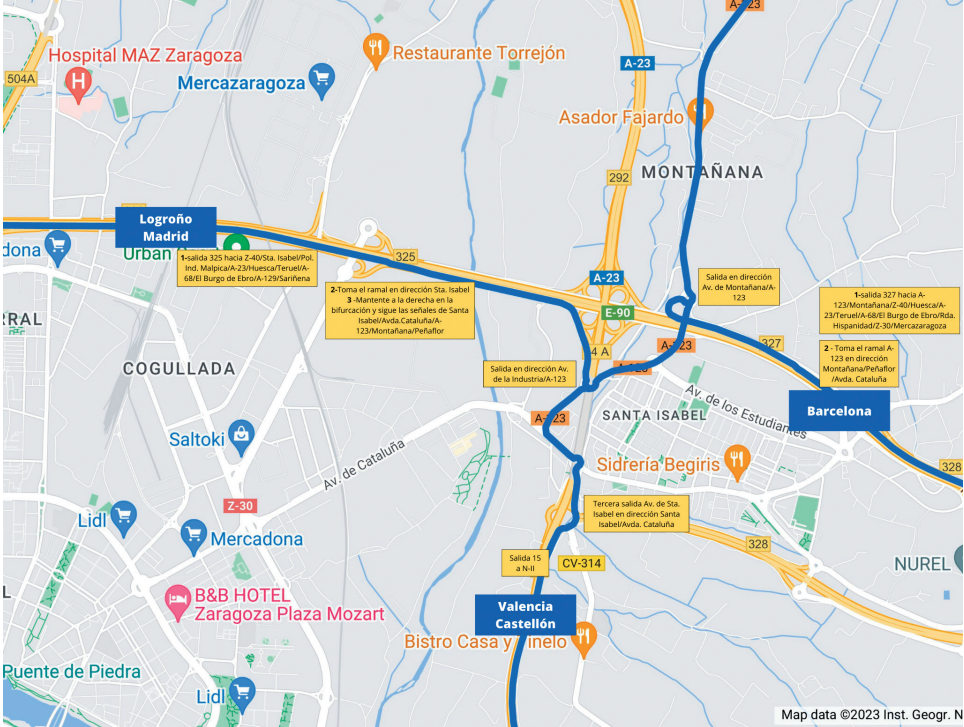 A-123
Hospital MAZ Zaragoza
504A
Mercazaragoza
Restaurante Torrejón
A-23
Asador Fajardo
292
MONTAÑANA
Logroño
Madrid
dona
Urban
1-salida 325 hacia Z-40/Sta. Isabel/Pol.
Ind. Malpica/A-23/Huesca/Teruel/A-
68/El Burgo de Ebro/A-129/Sariñena
325
2-Toma el ramal en dirección Sta. Isabel
3 -Mantente a la derecha en la
bifurcación y sigue las señales de Santa
Isabel/Avda.Cataluña/A-
123/Montañana/Peñaflor
A-23
E-90
Salida en dirección
Av. de Montañana/A-
123
1-salida 327 hacia A-
123/Montañana/Z-40/Huesca/A-
23/Teruel/A-68/El Burgo de Ebro/Rda.
Hispanidad/Z-30/Mercazaragoza
327
2 - Toma el ramal A-
123 en dirección
Montañana/Peñaflor
/Avda. Cataluña
RRAL
COGULLADA
4 A
A-123
A-123
Salida en dirección Av.
de la Industria/A-123
Av. de los Estudiantes
Barcelona
A-123
SANTA ISABEL
Saltoki
Av. de Cataluña
Sidrería Begiris
328
Z-30
Lidl
Mercadona
Tercera salida Av. de Sta.
Isabel en dirección Santa
Isabel/Avda. Cataluña
328
Salida 15
a N-II
CV-314
NUREL
L
B&B HOTEL
Zaragoza Plaza Mozart
Valencia
Castellón
Bistro Casa y
inelo
Puente de Piedra
Lidl
Map data ©2023 Inst. Geogr. N